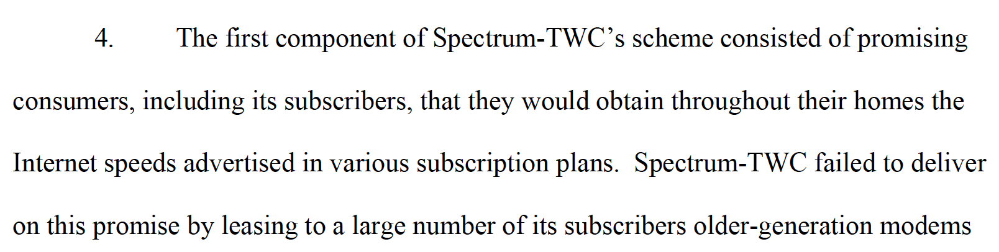 4. The first component of Spectrum-TWC’s scheme consisted of promising
consumers, including its subscribers, that they would obtain throughout their homes the
Internet speeds advertised in various subscription plans.  Spectrum-TWC failed to deliver
on this promise by leasing to a large number of its subscribers older-generation modems